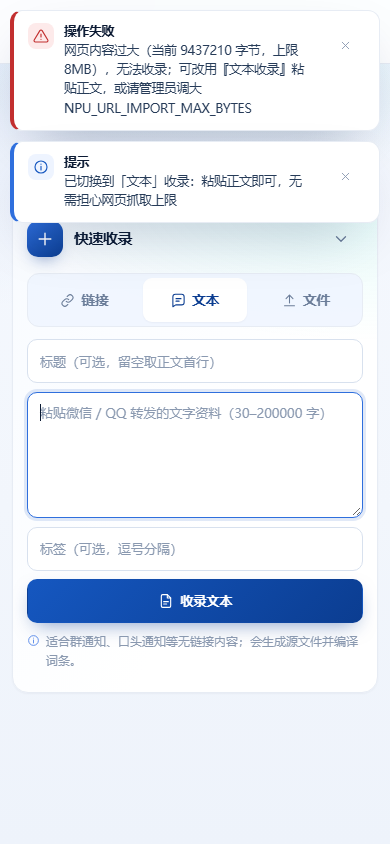 操作失败
网页内容过大（当前 9437210 字节，上限
8MB），无法收录；可改用『文本收录』粘
贴正文，或请管理员调大
NPU_URL_IMPORT_MAX_BYTES
提示
已切换到「文本」收录：粘贴正文即可，无
需担心网页抓取上限
快速收录
链接
文本
文件
标题（可选，留空取正文首行）
粘贴微信 / QQ 转发的文字资料（30–200000 字）
标签（可选，逗号分隔）
收录文本
适合群通知、口头通知等无链接内容；会生成源文件并编译
词条。